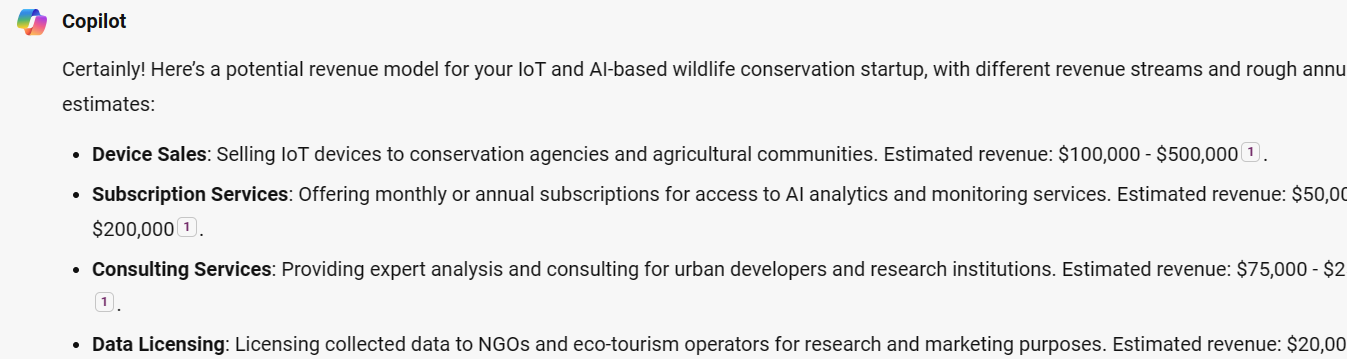 Copilot
Certainly! Here's a potential revenue model for your IoT and AI-based wildlife conservation startup, with different revenue streams and rough annu
estimates:
• Device Sales: Selling IoT devices to conservation agencies and agricultural communities. Estimated revenue: $100,000 - $500,000 1 .
• Subscription Services: Offering monthly or annual subscriptions for access to AI analytics and monitoring services. Estimated revenue: $50,00
$200,000 1 .
• Consulting Services: Providing expert analysis and consulting for urban developers and research institutions. Estimated revenue: $75,000 - $2
1 .
• Data Licensing: Licensing collected data to NGOs and eco-tourism operators for research and marketing purposes. Estimated revenue: $20,00